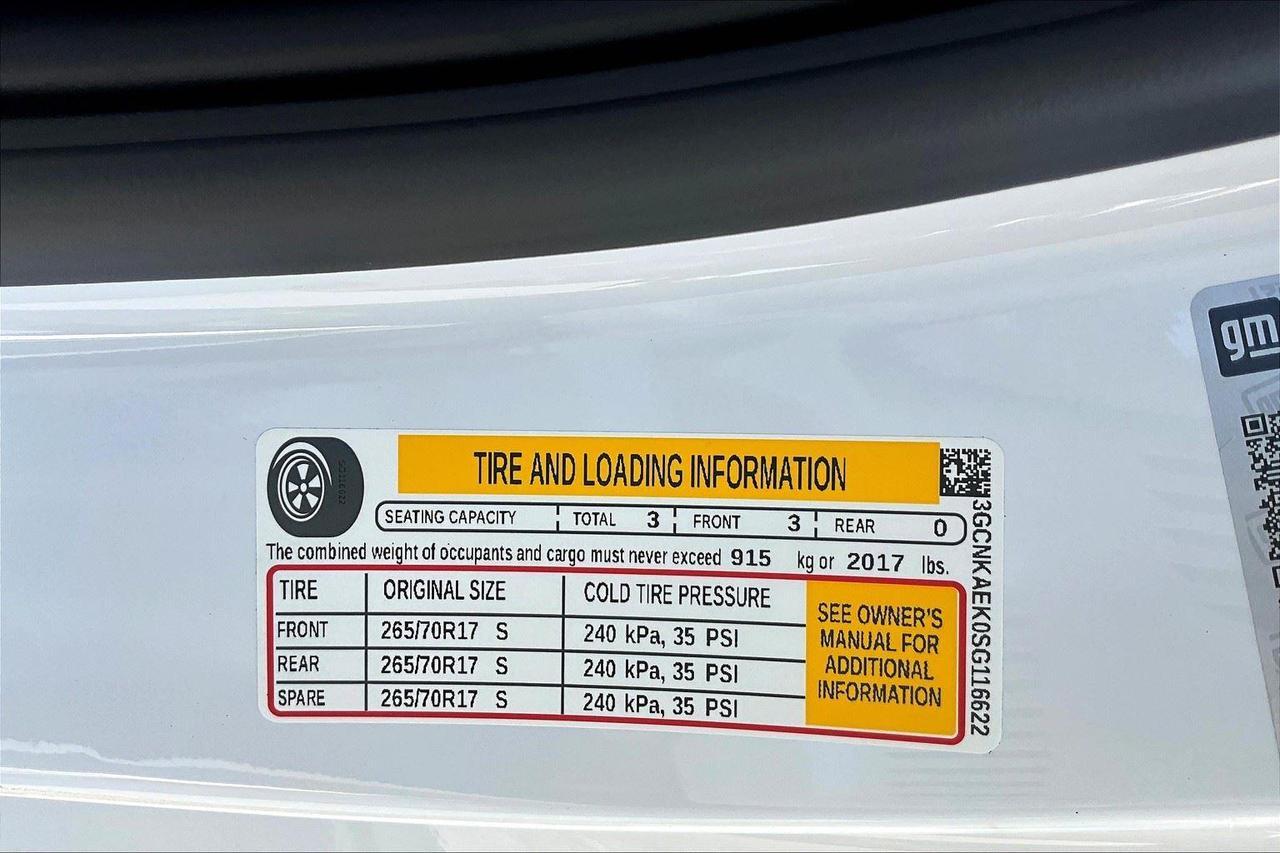 gm
TIRE AND LOADING INFORMATION
SEATING CAPACITY TOTAL 3 FRONT 3 REAR 0
The combined weight of occupants and cargo must never exceed 915 kg or 2017 lbs.
TIRE ORIGINAL SIZE COLD TIRE PRESSURE
FRONT 265/70R17 S 240 kPa, 35 PSI
REAR 265/70R17 S 240 kPa, 35 PSI
SPARE 265/70R17 S 240 kPa, 35 PSI
SEE OWNER'S
MANUAL FOR
ADDITIONAL
INFORMATION
3GCNKAEK0SG116622
SG116622